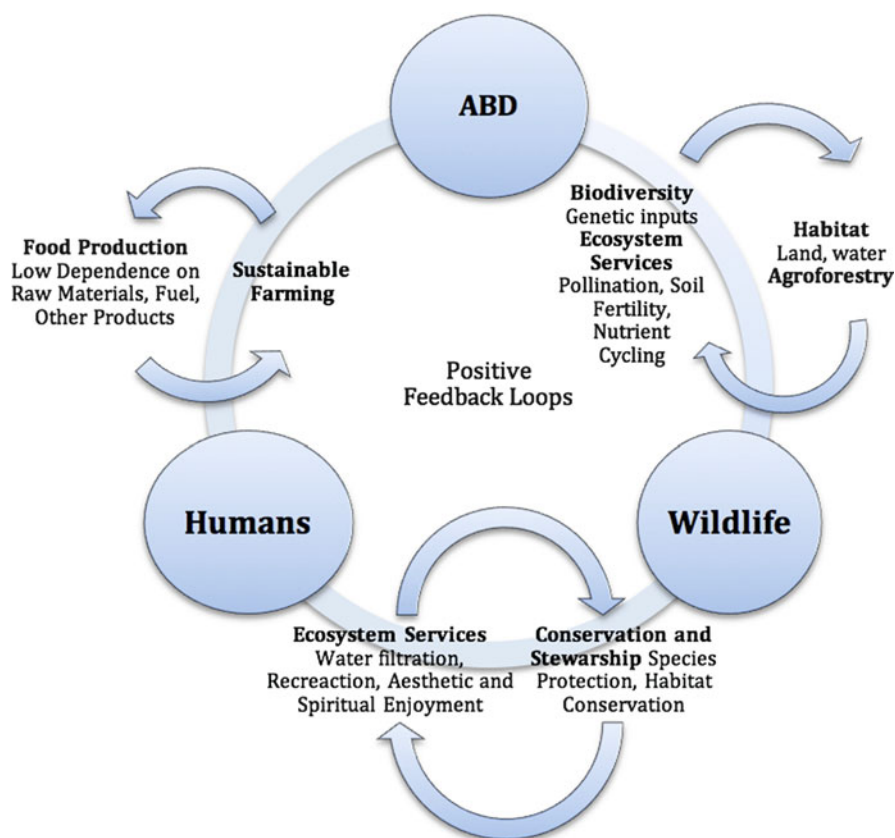 ABD
Biodiversity
Genetic inputs
Ecosystem
Services
Pollination, Soil
Fertility,
Nutrient
Cycling
Habitat
Land, water
Agroforestry
Food Production
Low Dependence on
Raw Materials, Fuel,
Other Products
Sustainable
Farming
Positive
Feedback Loops
Humans
Wildlife
Ecosystem Services
Water filtration,
Recreaction, Aesthetic and
Spiritual Enjoyment
Conservation and
Stewarship Species
Protection, Habitat
Conservation